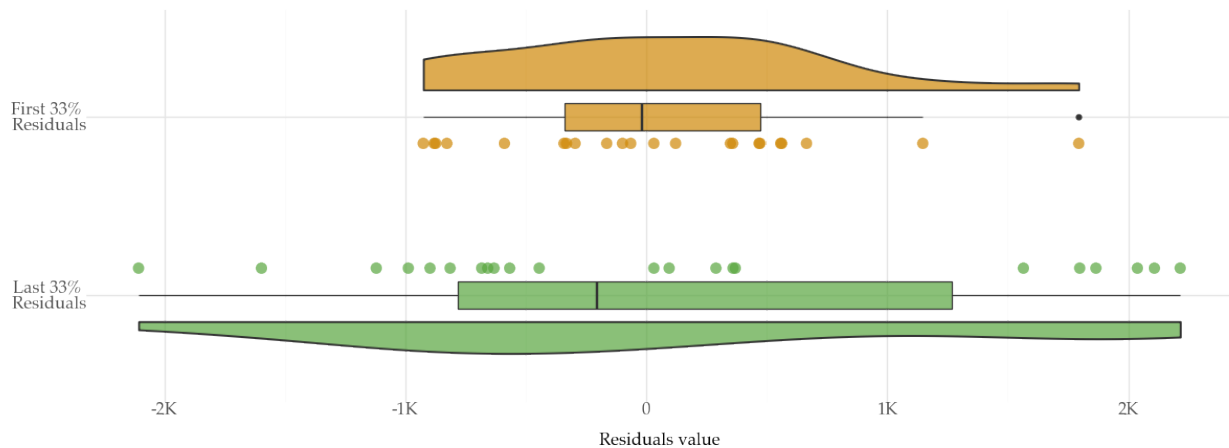 First 33%
Residuals
Last 33%
Residuals
-2K -1K 0 1K 2K
Residuals value